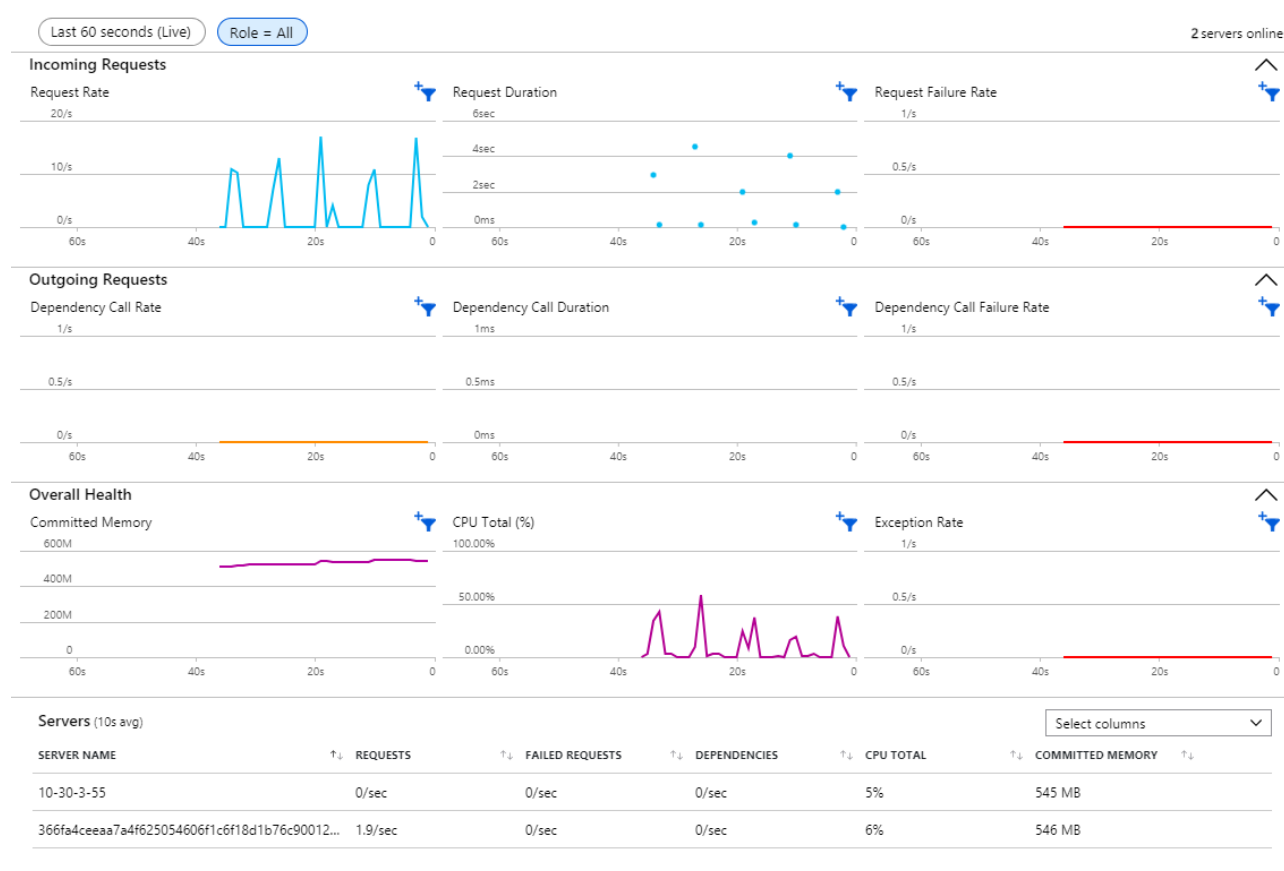 Last 60 seconds (Live) Role = All 2 servers online
Incoming Requests
Request Rate Request Duration Request Failure Rate
20/s 6sec 1/s
4sec
10/s 0.5/s
2sec
0/s 0ms 0/s
60s 40s 20s 0 60s 40s 20s 0 60s 40s 20s 0
Outgoing Requests
Dependency Call Rate Dependency Call Duration Dependency Call Failure Rate
1/s 1ms 1/s
0.5/s 0.5ms 0.5/s
0/s 0ms 0/s
60s 40s 20s 0 60s 40s 20s 0 60s 40s 20s 0
Overall Health
Committed Memory CPU Total (%) Exception Rate
600M 100.00% 1/s
400M
50.00% 0.5/s
200M
0 0.00% 0/s
60s 40s 20s 0 60s 40s 20s 0 60s 40s 20s 0
Servers (10s avg) Select columns
SERVER NAME ↑↓ REQUESTS ↑↓ FAILED REQUESTS ↑↓ DEPENDENCIES ↑↓ CPU TOTAL ↑↓ COMMITTED MEMORY ↑↓
10-30-3-55 0/sec 0/sec 0/sec 5% 545 MB
366fa4ceeaa7a4f625054606f1c6f18d1b76c90012... 1.9/sec 0/sec 0/sec 6% 546 MB